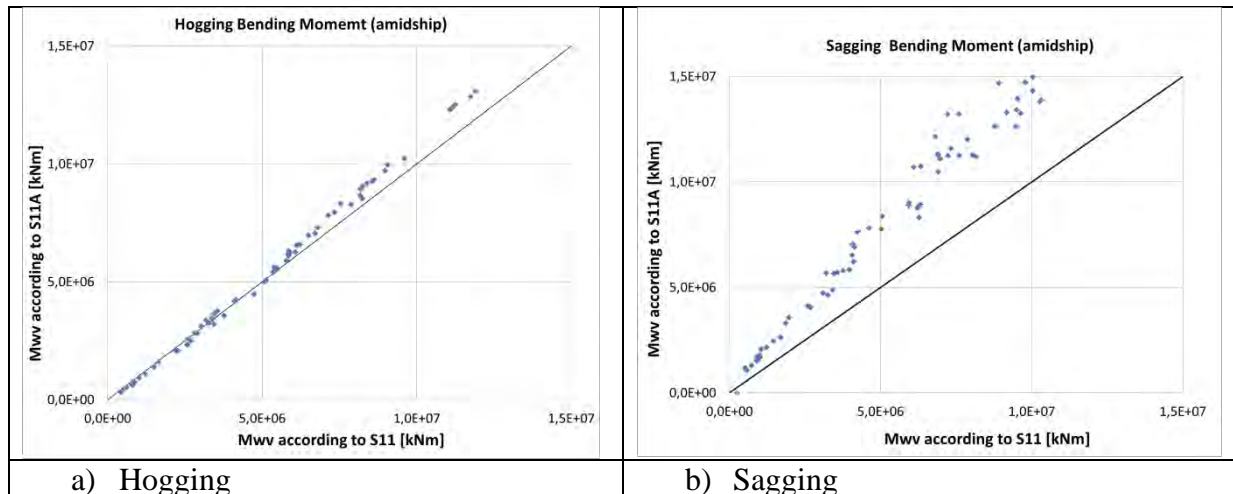 Hogging Bending Momemt (amidship)
1,5E+07
1,0E+07
5,0E+06
0,0E+00
0,0E+00 5,0E+06 1,0E+07 1,5E+07
Mwv according to S11A [kNm]
Mwv according to S11 [kNm]
a) Hogging
Sagging Bending Moment (amidship)
1,5E+07
1,0E+07
5,0E+06
0,0E+00
0,0E+00 5,0E+06 1,0E+07 1,5E+07
Mwv according to S11A [kNm]
Mwv according to S11 [kNm]
b) Sagging